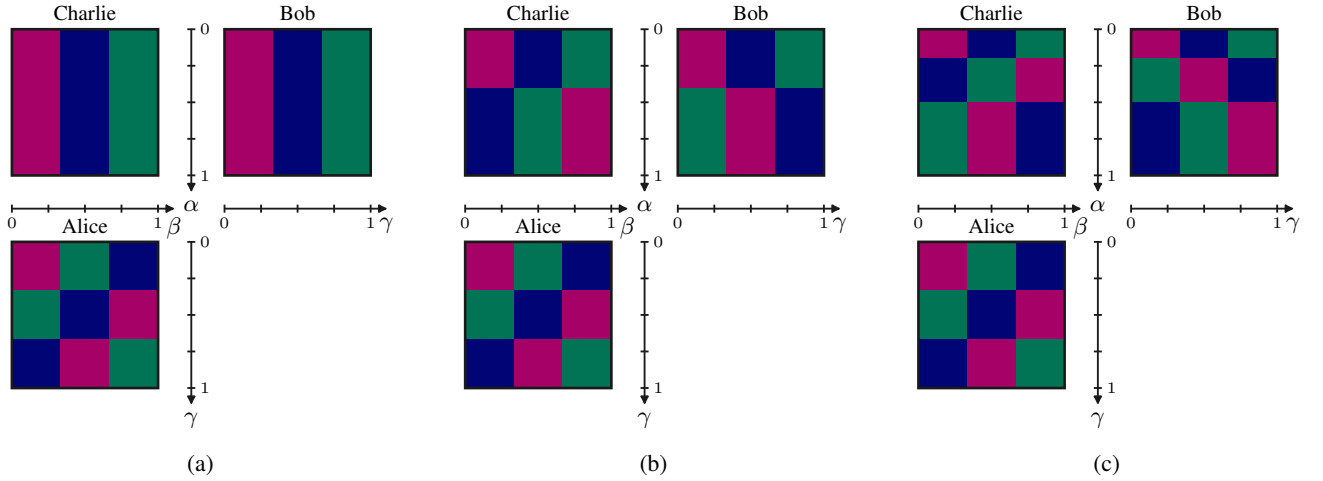 Charlie Bob Charlie Bob Charlie Bob
0 0 0
1 1 1
α α α
0 1 β 0 1 γ 0 1 β 0 1 γ 0 1 β 0 1 γ
Alice Alice Alice
0 0 0
1 1 1
γ γ γ
(a) (b) (c)